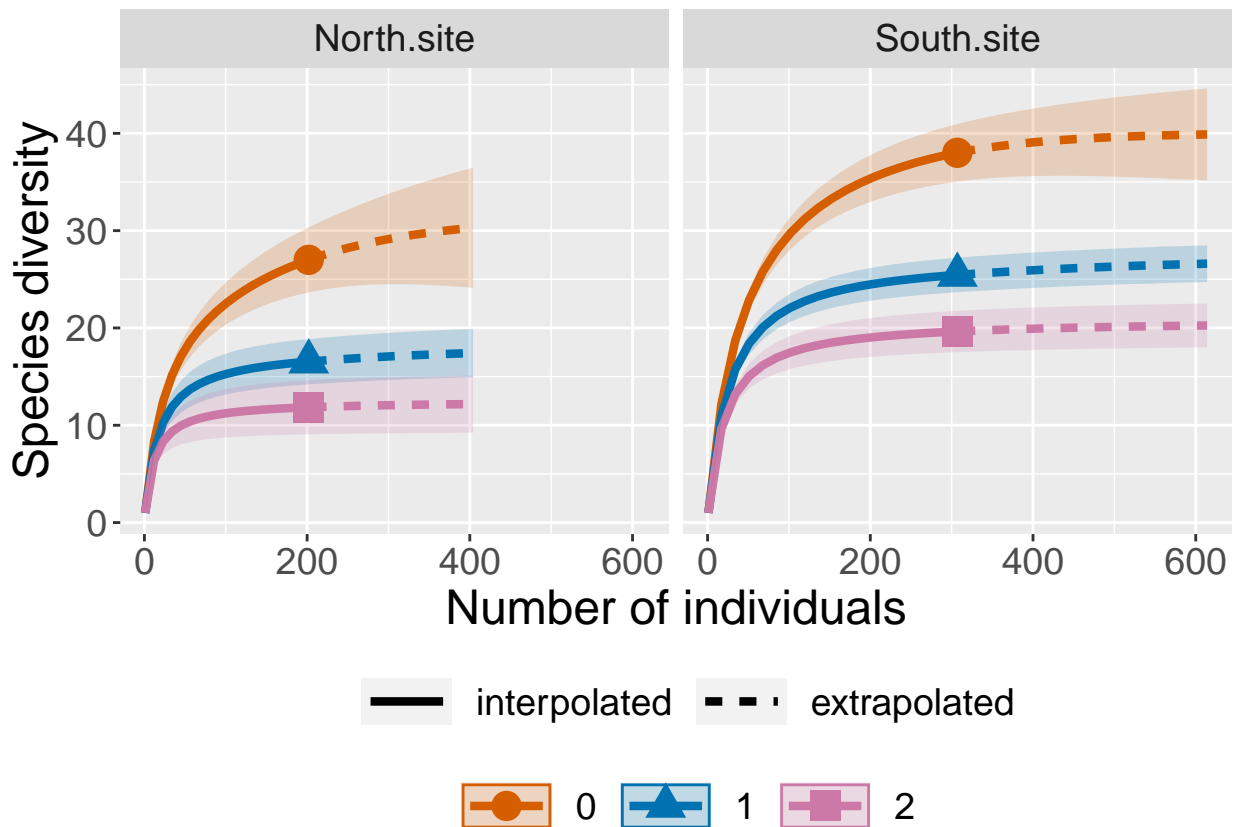 North.site South.site
Species diversity
40
30
20
10
0
0 200 400 600 0 200 400 600
Number of individuals
interpolated extrapolated
0 1 2